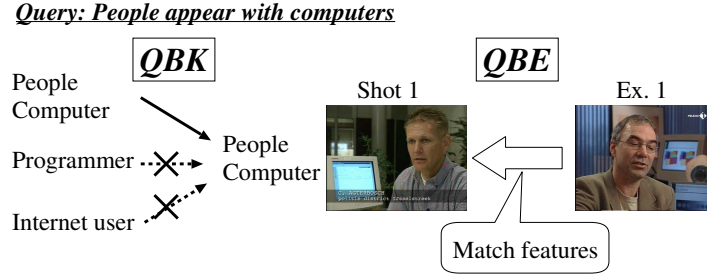 Query: People appear with computers
QBK
QBE
People
Computer
Programmer
Internet user
People
Computer
Shot 1
Ex. 1
Match features